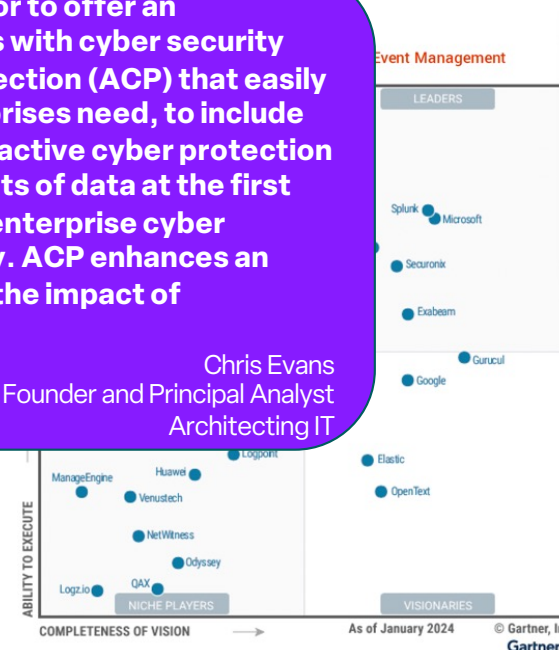 or to offer an
s with cyber security
ection (ACP) that easily
prises need, to include
active cyber protection
ts of data at the first
enterprise cyber
y. ACP enhances an
the impact of
Chris Evans
Founder and Principal Analyst
Architecting IT
Event Management
LEADERS
Splunk
Microsoft
Securonix
Exabeam
Gurucul
Google
Logpoint
Elastic
ManageEngine
Huawei
OpenText
Venustech
NetWitness
Odyssey
QAX
Logz.io
NICHE PLAYERS
VISIONARIES
ABILITY TO EXECUTE
COMPLETENESS OF VISION
As of January 2024
© Gartner, I
Gartner